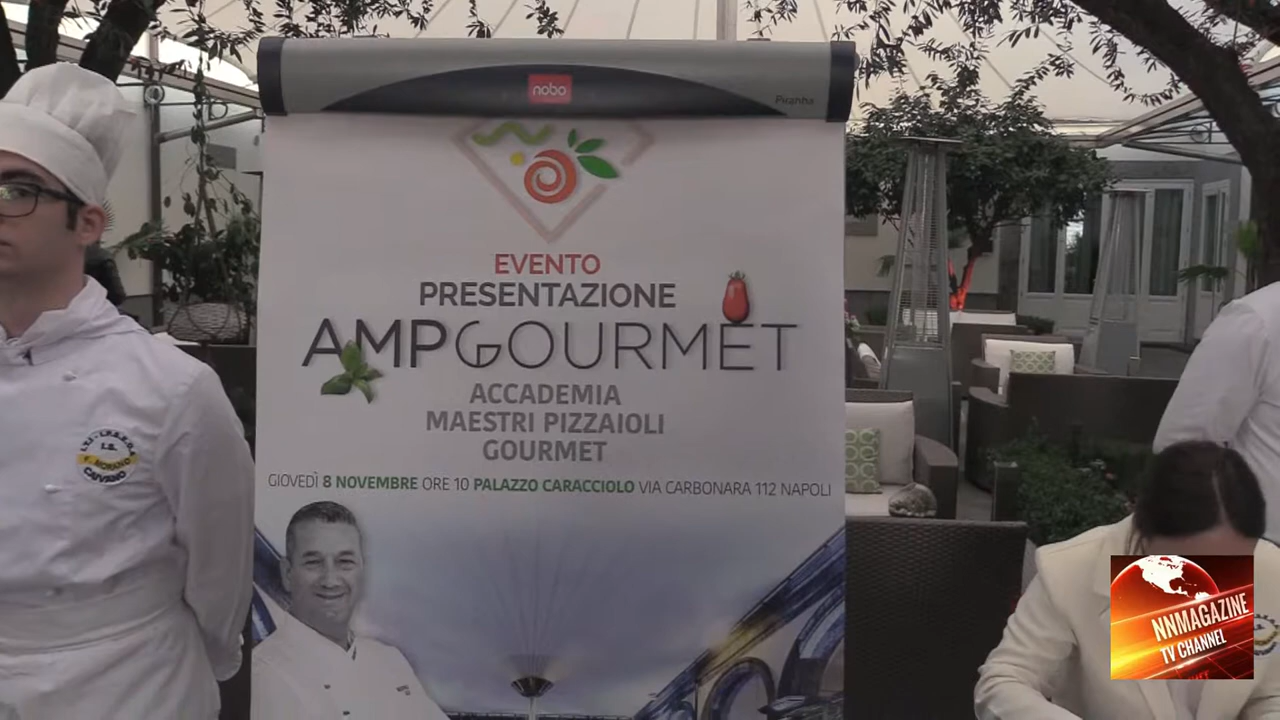 nobo
Piranha
EVENTO
PRESENTAZIONE
AMPGOURMET
ACCADEMIA
MAESTRI PIZZAIOLI
GOURMET
GIOVEDÌ 8 NOVEMBRE ORE 10 PALAZZO CARACCIOLO VIA CARBONARA 112 NAPOLI
CAIVANO
NNMAGAZINE
TV CHANNEL